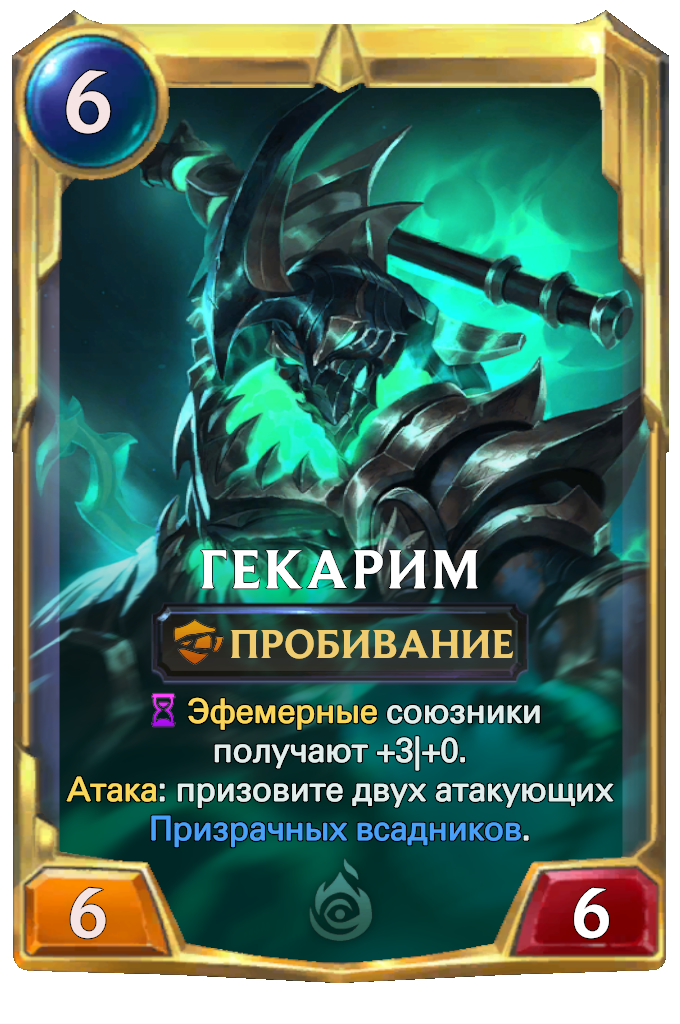 6
ГЕКАРИМ
ПРОБИВАНИЕ
Эфемерные союзники
получают +3|+0.
Атака: призовите двух атакующих
Призрачных всадников.
6
6